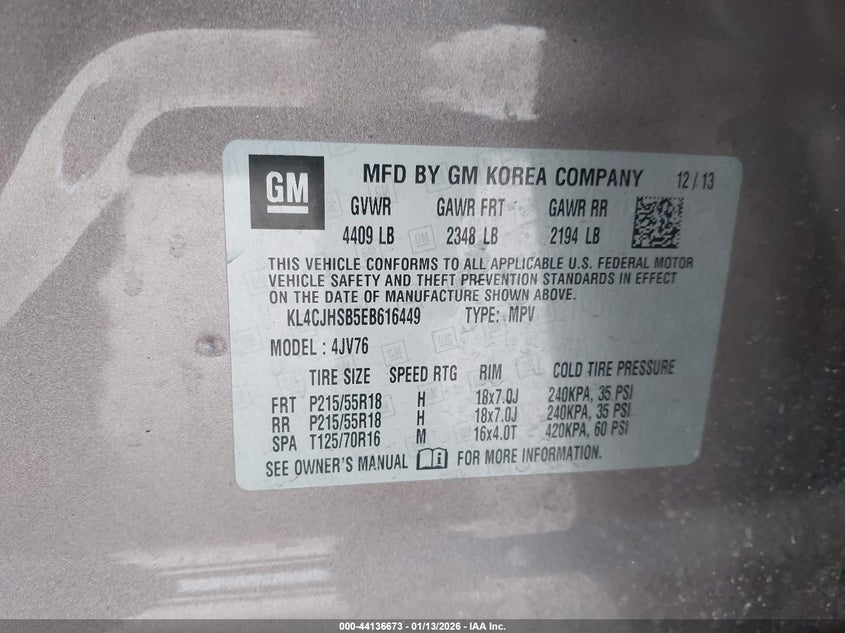 GM MFD BY GM KOREA COMPANY 12 / 13
GVWR GAWR FRT GAWR RR
4409 LB 2348 LB 2194 LB
THIS VEHICLE CONFORMS TO ALL APPLICABLE U.S. FEDERAL MOTOR
VEHICLE SAFETY AND THEFT PREVENTION STANDARDS IN EFFECT
ON THE DATE OF MANUFACTURE SHOWN ABOVE.
KL4CJHSB5EB616449 TYPE: MPV
MODEL : 4JV76
TIRE SIZE SPEED RTG RIM COLD TIRE PRESSURE
FRT P215/55R18 H 18x7.0J 240KPA, 35 PSI
RR P215/55R18 H 18x7.0J 240KPA, 35 PSI
SPA T125/70R16 M 16x4.0T 420KPA, 60 PSI
SEE OWNER'S MANUAL FOR MORE INFORMATION.
000-44136673 - 01/13/2026 - IAA Inc.